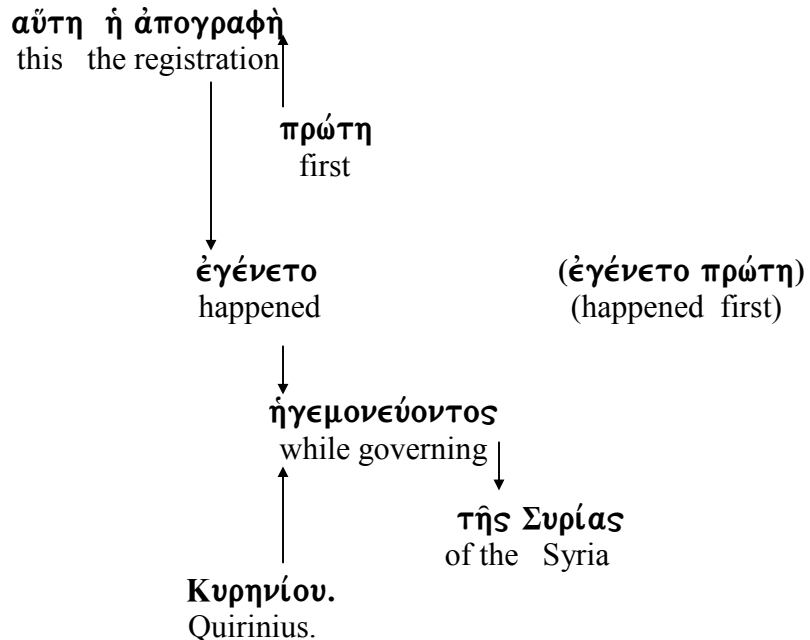 αὕτη ἡ ἀπογραφὴ
this the registration
πρώτη
first
ἐγένετο (ἐγένετο πρώτη)
happened (happened first)
ἡγεμονεύοντος
while governing
τῆς Συρίας
of the Syria
Κυρηνίου.
Quirinius.